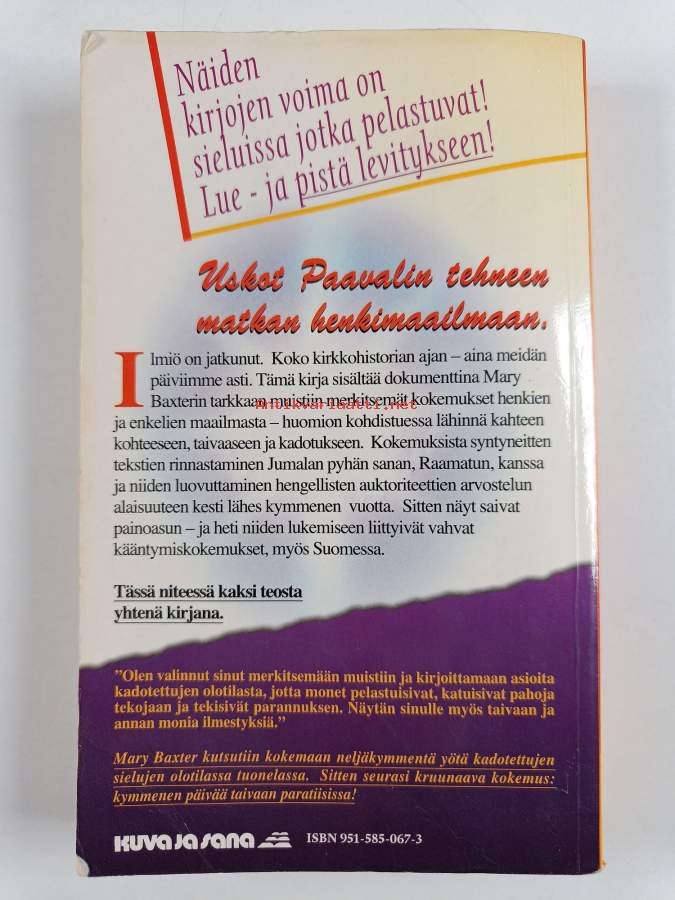 Näiden
kirjojen voima on
sieluissa jotka pelastuvat!
Lue - ja pistä levitykseen!
Uskot Paavalin tehneen
matkan henkimaailmaan.
Ilmiö on jatkunut. Koko kirkkohistorian ajan – aina meidän
päiviimme asti. Tämä kirja sisältää dokumenttina Mary
Baxterin tarkkaan muistiin merkitsemät kokemukset henkien
antikvariaatti.net
ja enkelien maailmasta – huomion kohdistuessa lähinnä kahteen
kohteeseen, taivaaseen ja kadotukseen. Kokemuksista syntyneitten
tekstien rinnastaminen Jumalan pyhän sanan, Raamatun, kanssa
ja niiden luovuttaminen hengellisten auktoriteettien arvostelun
alaisuuteen kesti lähes kymmenen vuotta. Sitten näyt saivat
painoasun – ja heti niiden lukemiseen liittyivät vahvat
kääntymiskokemukset, myös Suomessa.
Tässä niteessä kaksi teosta
yhtenä kirjana.
”Olen valinnut sinut merkitsemään muistiin ja kirjoittamaan asioita
kadotettujen olotilasta, jotta monet pelastuisivat, katuisivat pahoja
tekojaan ja tekisivät parannuksen. Näytän sinulle myös taivaan ja
annan monia ilmestyksiä.”
Mary Baxter kutsuttiin kokemaan neljäkymmentä yötä kadotettujen
sielujen olotilassa tuonelassa. Sitten seurasi kruunaava kokemus:
kymmenen päivää taivaan paratiisissa!
kuva ja sana ISBN 951-585-067-3